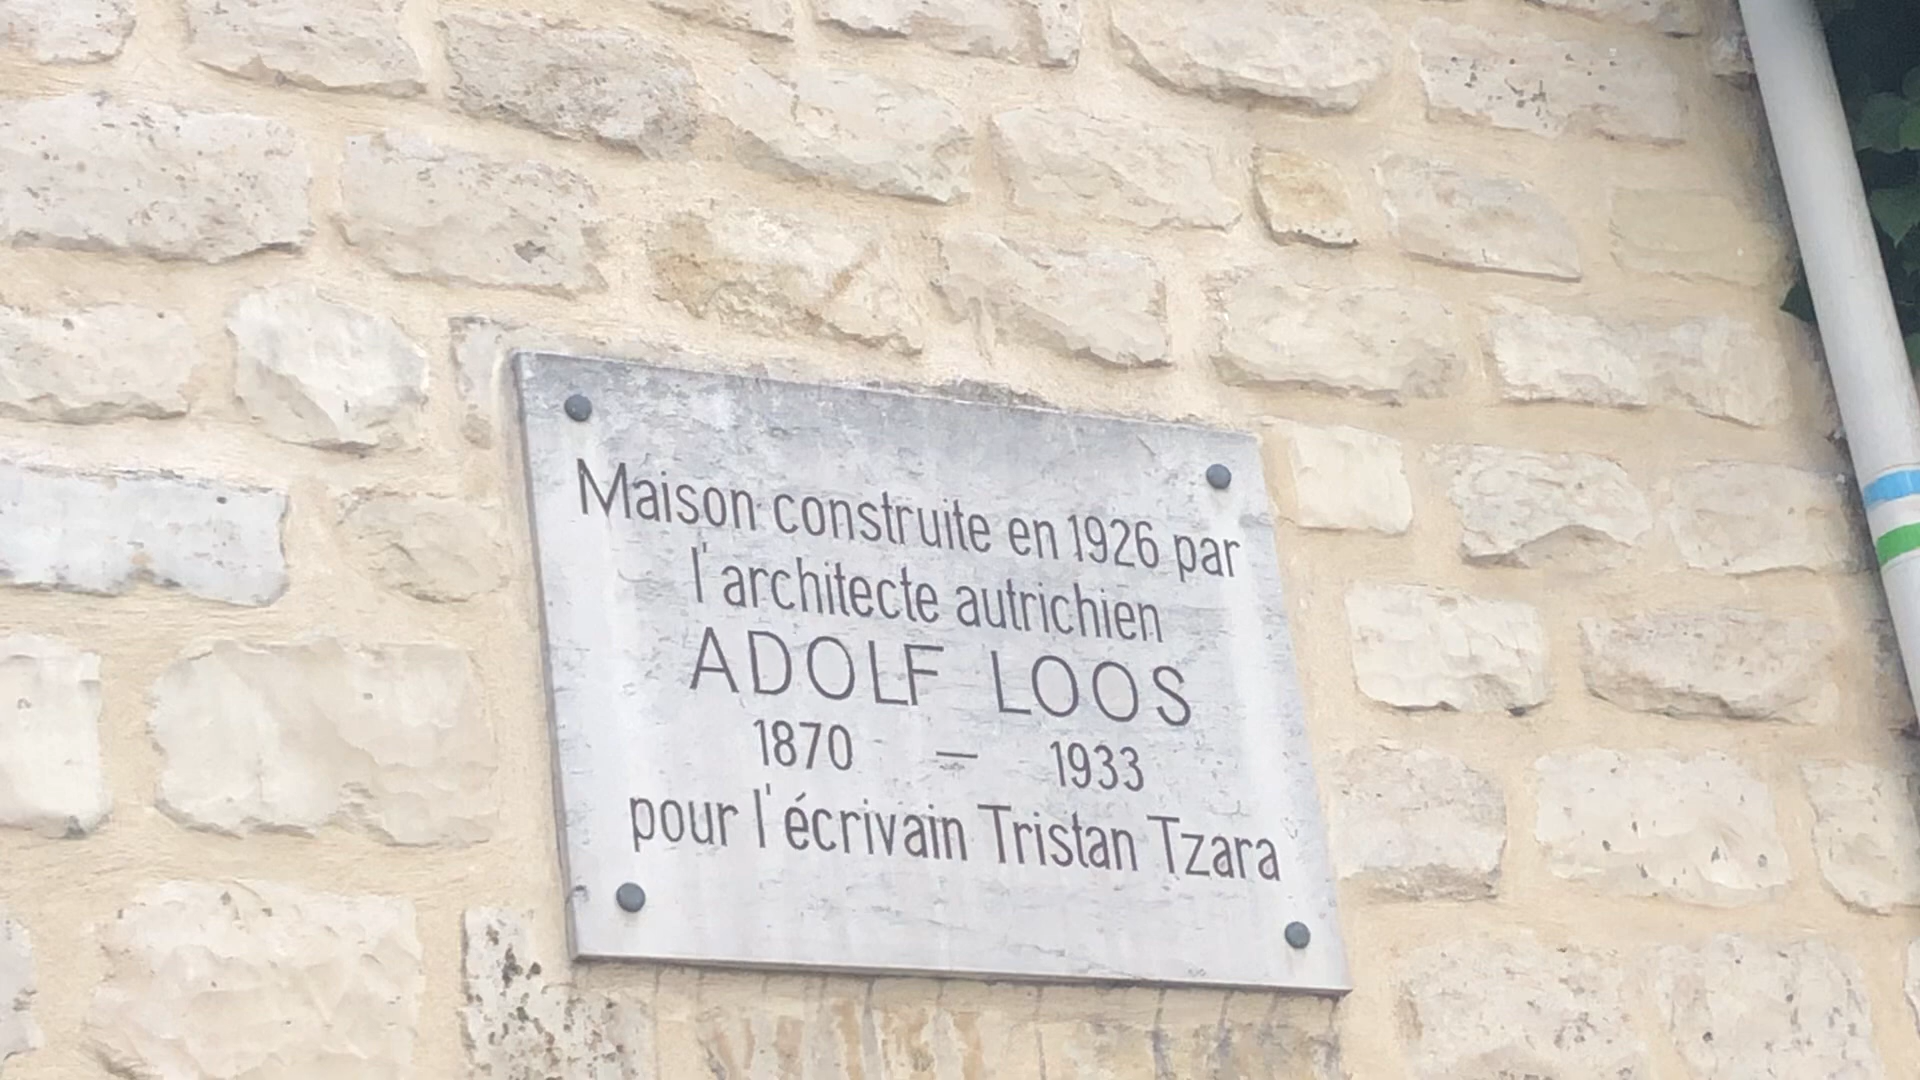 Maison construite en 1926 par
l'architecte autrichien
ADOLF LOOS
1870 — 1933
pour l'écrivain Tristan Tzara